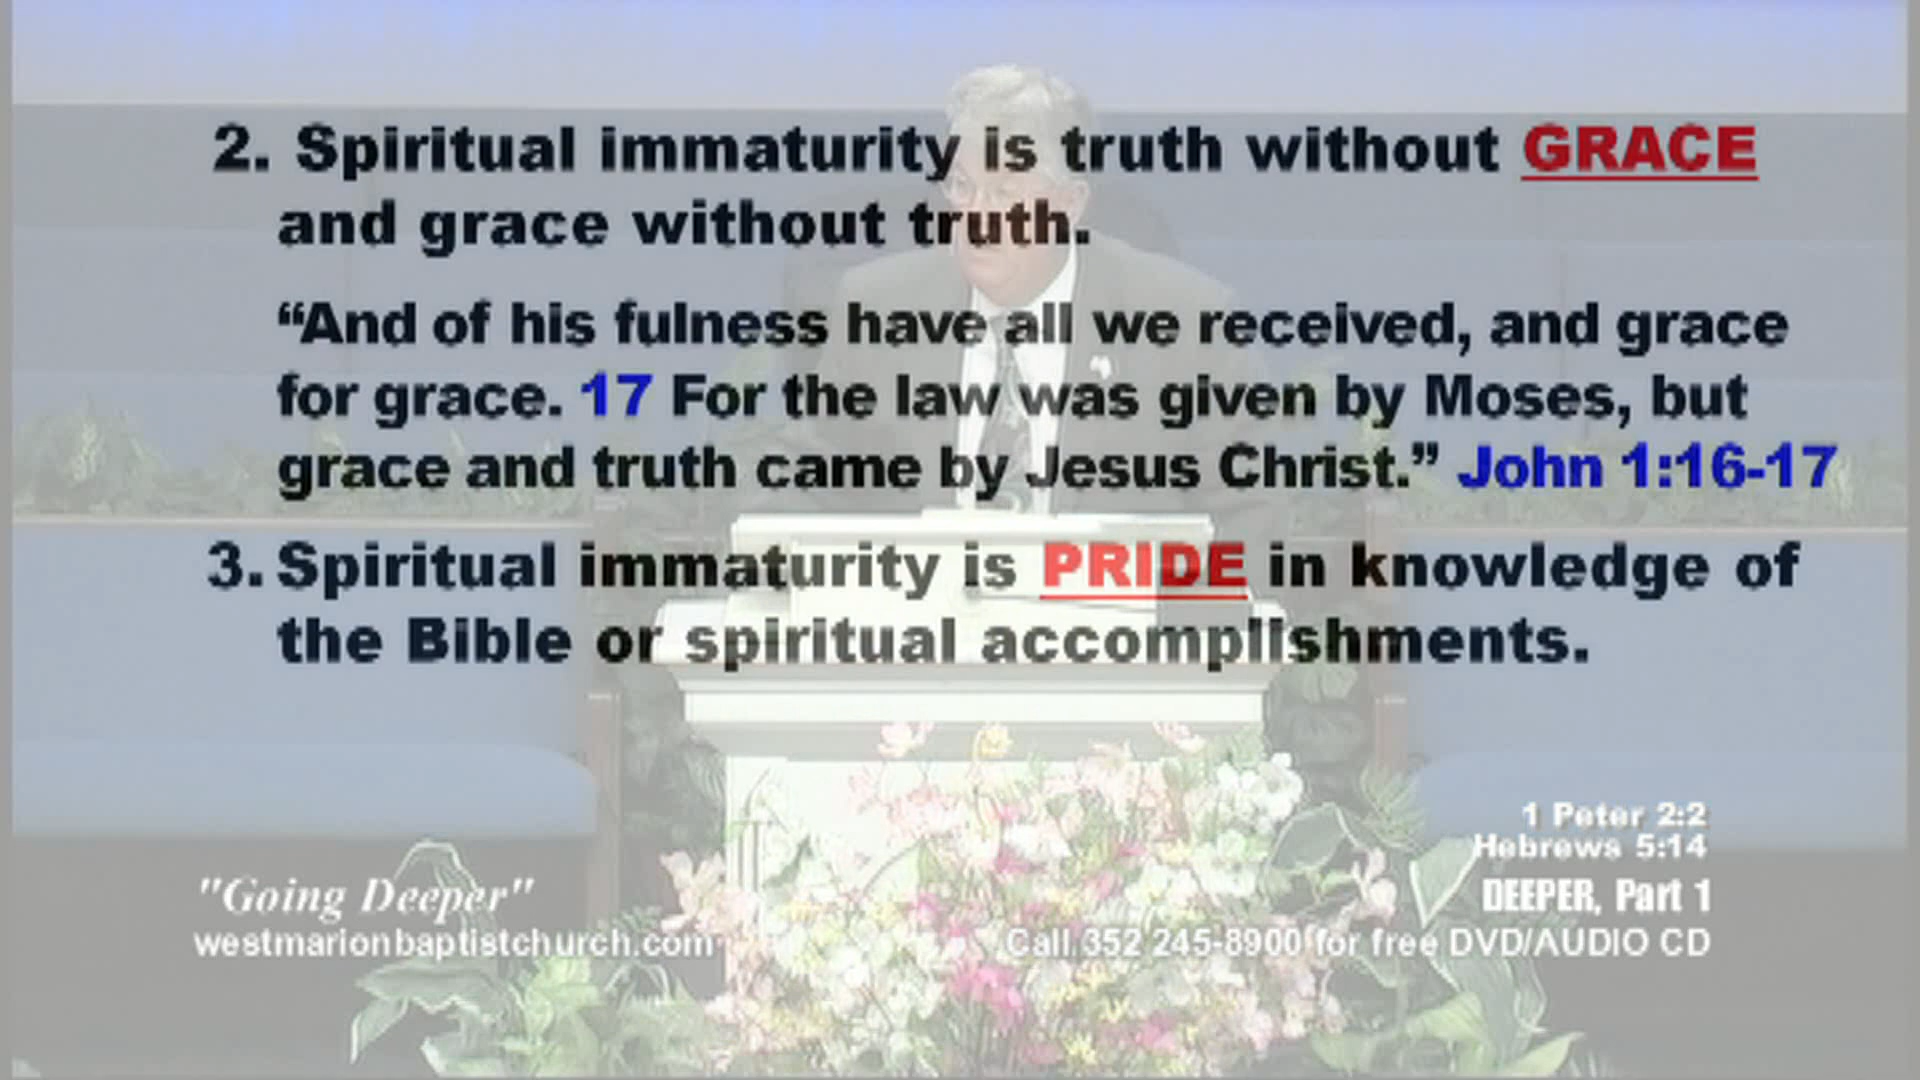 2. Spiritual immaturity is truth without GRACE
and grace without truth.
“And of his fulness have all we received, and grace
for grace. 17 For the law was given by Moses, but
grace and truth came by Jesus Christ.” John 1:16-17
3. Spiritual immaturity is PRIDE in knowledge of
the Bible or spiritual accomplishments.
1 Peter 2:2
Hebrews 5:14
"Going Deeper"
DEEPER, Part 1
westmarionbaptistchurch.com
Call 352 245-8900 for free DVD/AUDIO CD